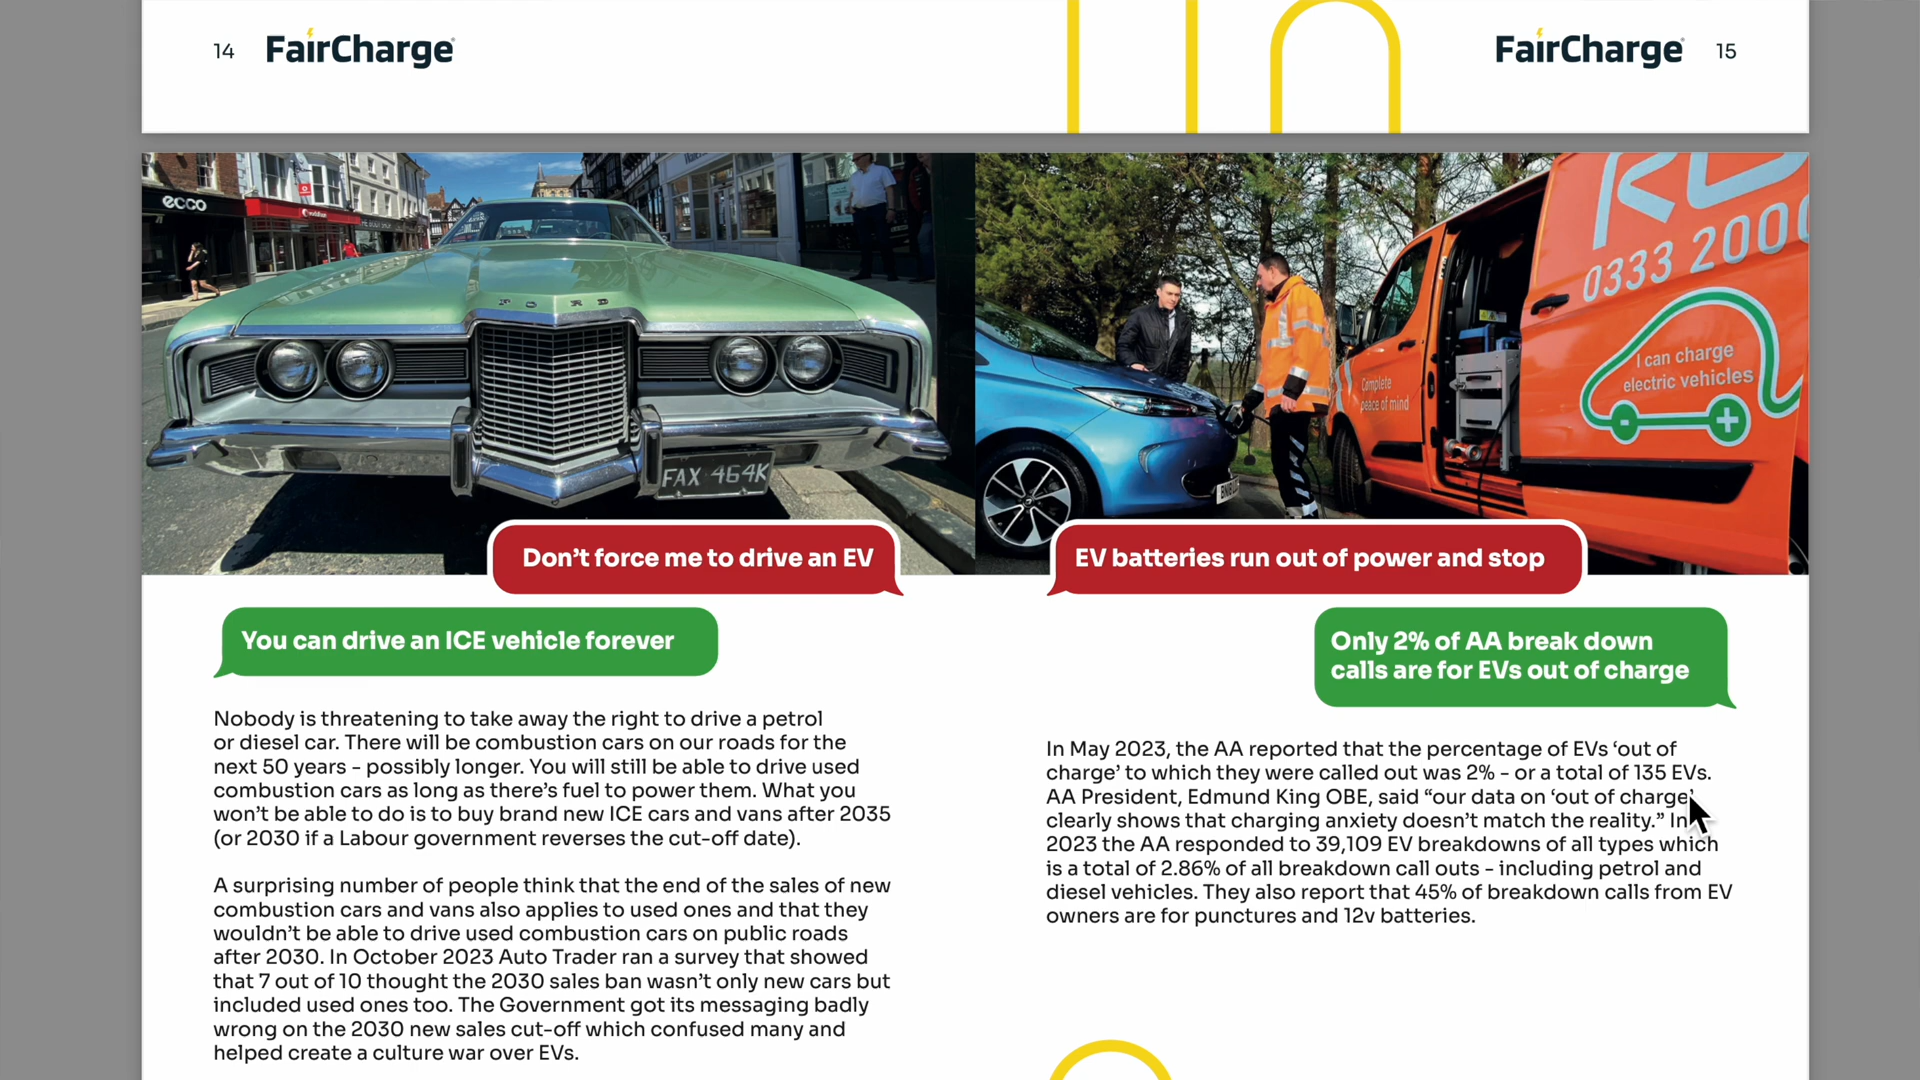 14 FairCharge
FairCharge 15
ecco
vodafone
THE BODY SHOP
FORD
FAX 464K
Don't force me to drive an EV
You can drive an ICE vehicle forever
Nobody is threatening to take away the right to drive a petrol
or diesel car. There will be combustion cars on our roads for the
next 50 years – possibly longer. You will still be able to drive used
combustion cars as long as there's fuel to power them. What you
won't be able to do is to buy brand new ICE cars and vans after 2035
(or 2030 if a Labour government reverses the cut-off date).
A surprising number of people think that the end of the sales of new
combustion cars and vans also applies to used ones and that they
wouldn't be able to drive used combustion cars on public roads
after 2030. In October 2023 Auto Trader ran a survey that showed
that 7 out of 10 thought the 2030 sales ban wasn't only new cars but
included used ones too. The Government got its messaging badly
wrong on the 2030 new sales cut-off which confused many and
helped create a culture war over EVs.
0333 2000
I can charge
electric vehicles
Complete
peace of mind
EV batteries run out of power and stop
Only 2% of AA break down
calls are for EVs out of charge
In May 2023, the AA reported that the percentage of EVs ‘out of
charge’ to which they were called out was 2% – or a total of 135 EVs.
AA President, Edmund King OBE, said “our data on ‘out of charge’
clearly shows that charging anxiety doesn't match the reality.” In
2023 the AA responded to 39,109 EV breakdowns of all types which
is a total of 2.86% of all breakdown call outs – including petrol and
diesel vehicles. They also report that 45% of breakdown calls from EV
owners are for punctures and 12v batteries.